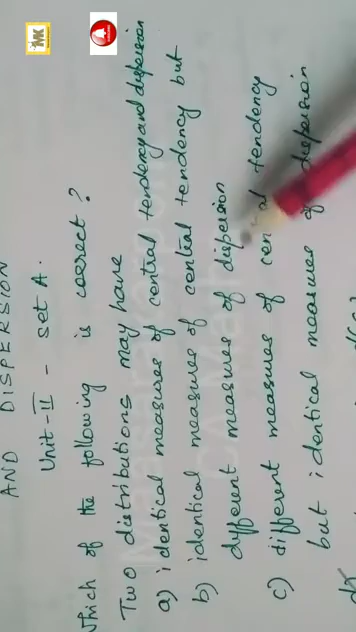 AND DISPERSION
Unit-II - set A.
Which of the following is correct?
Two distributions may have
a) identical measures of central tendency and dispersion
b) identical measures of central tendency but
different measures of dispersion
c) different measures of central tendency
but identical measures of dispersion
MK